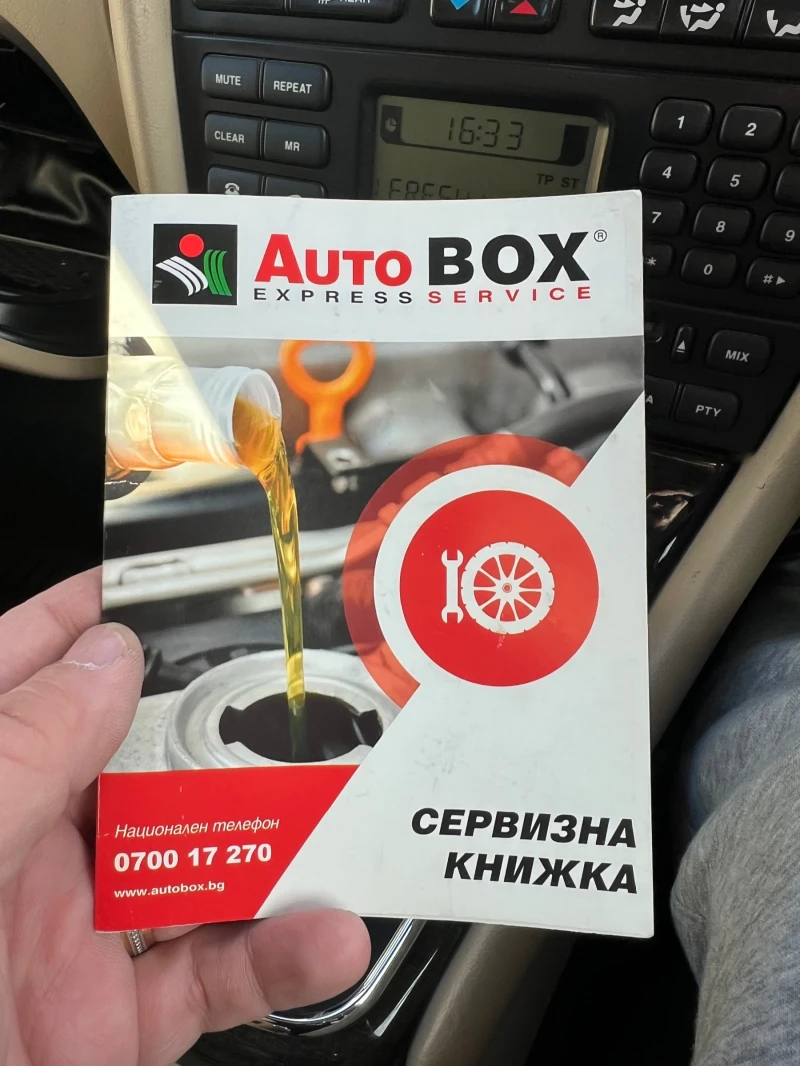 MUTE
REPEAT
CLEAR
MR
16:33
TP ST
1
2
4
5
7
8
9
*
0
#
MIX
PTY
AUTO BOX®
EXPRESS SERVICE
Национален телефон
0700 17 270
www.autobox.bg
СЕРВИЗНА
КНИЖКА